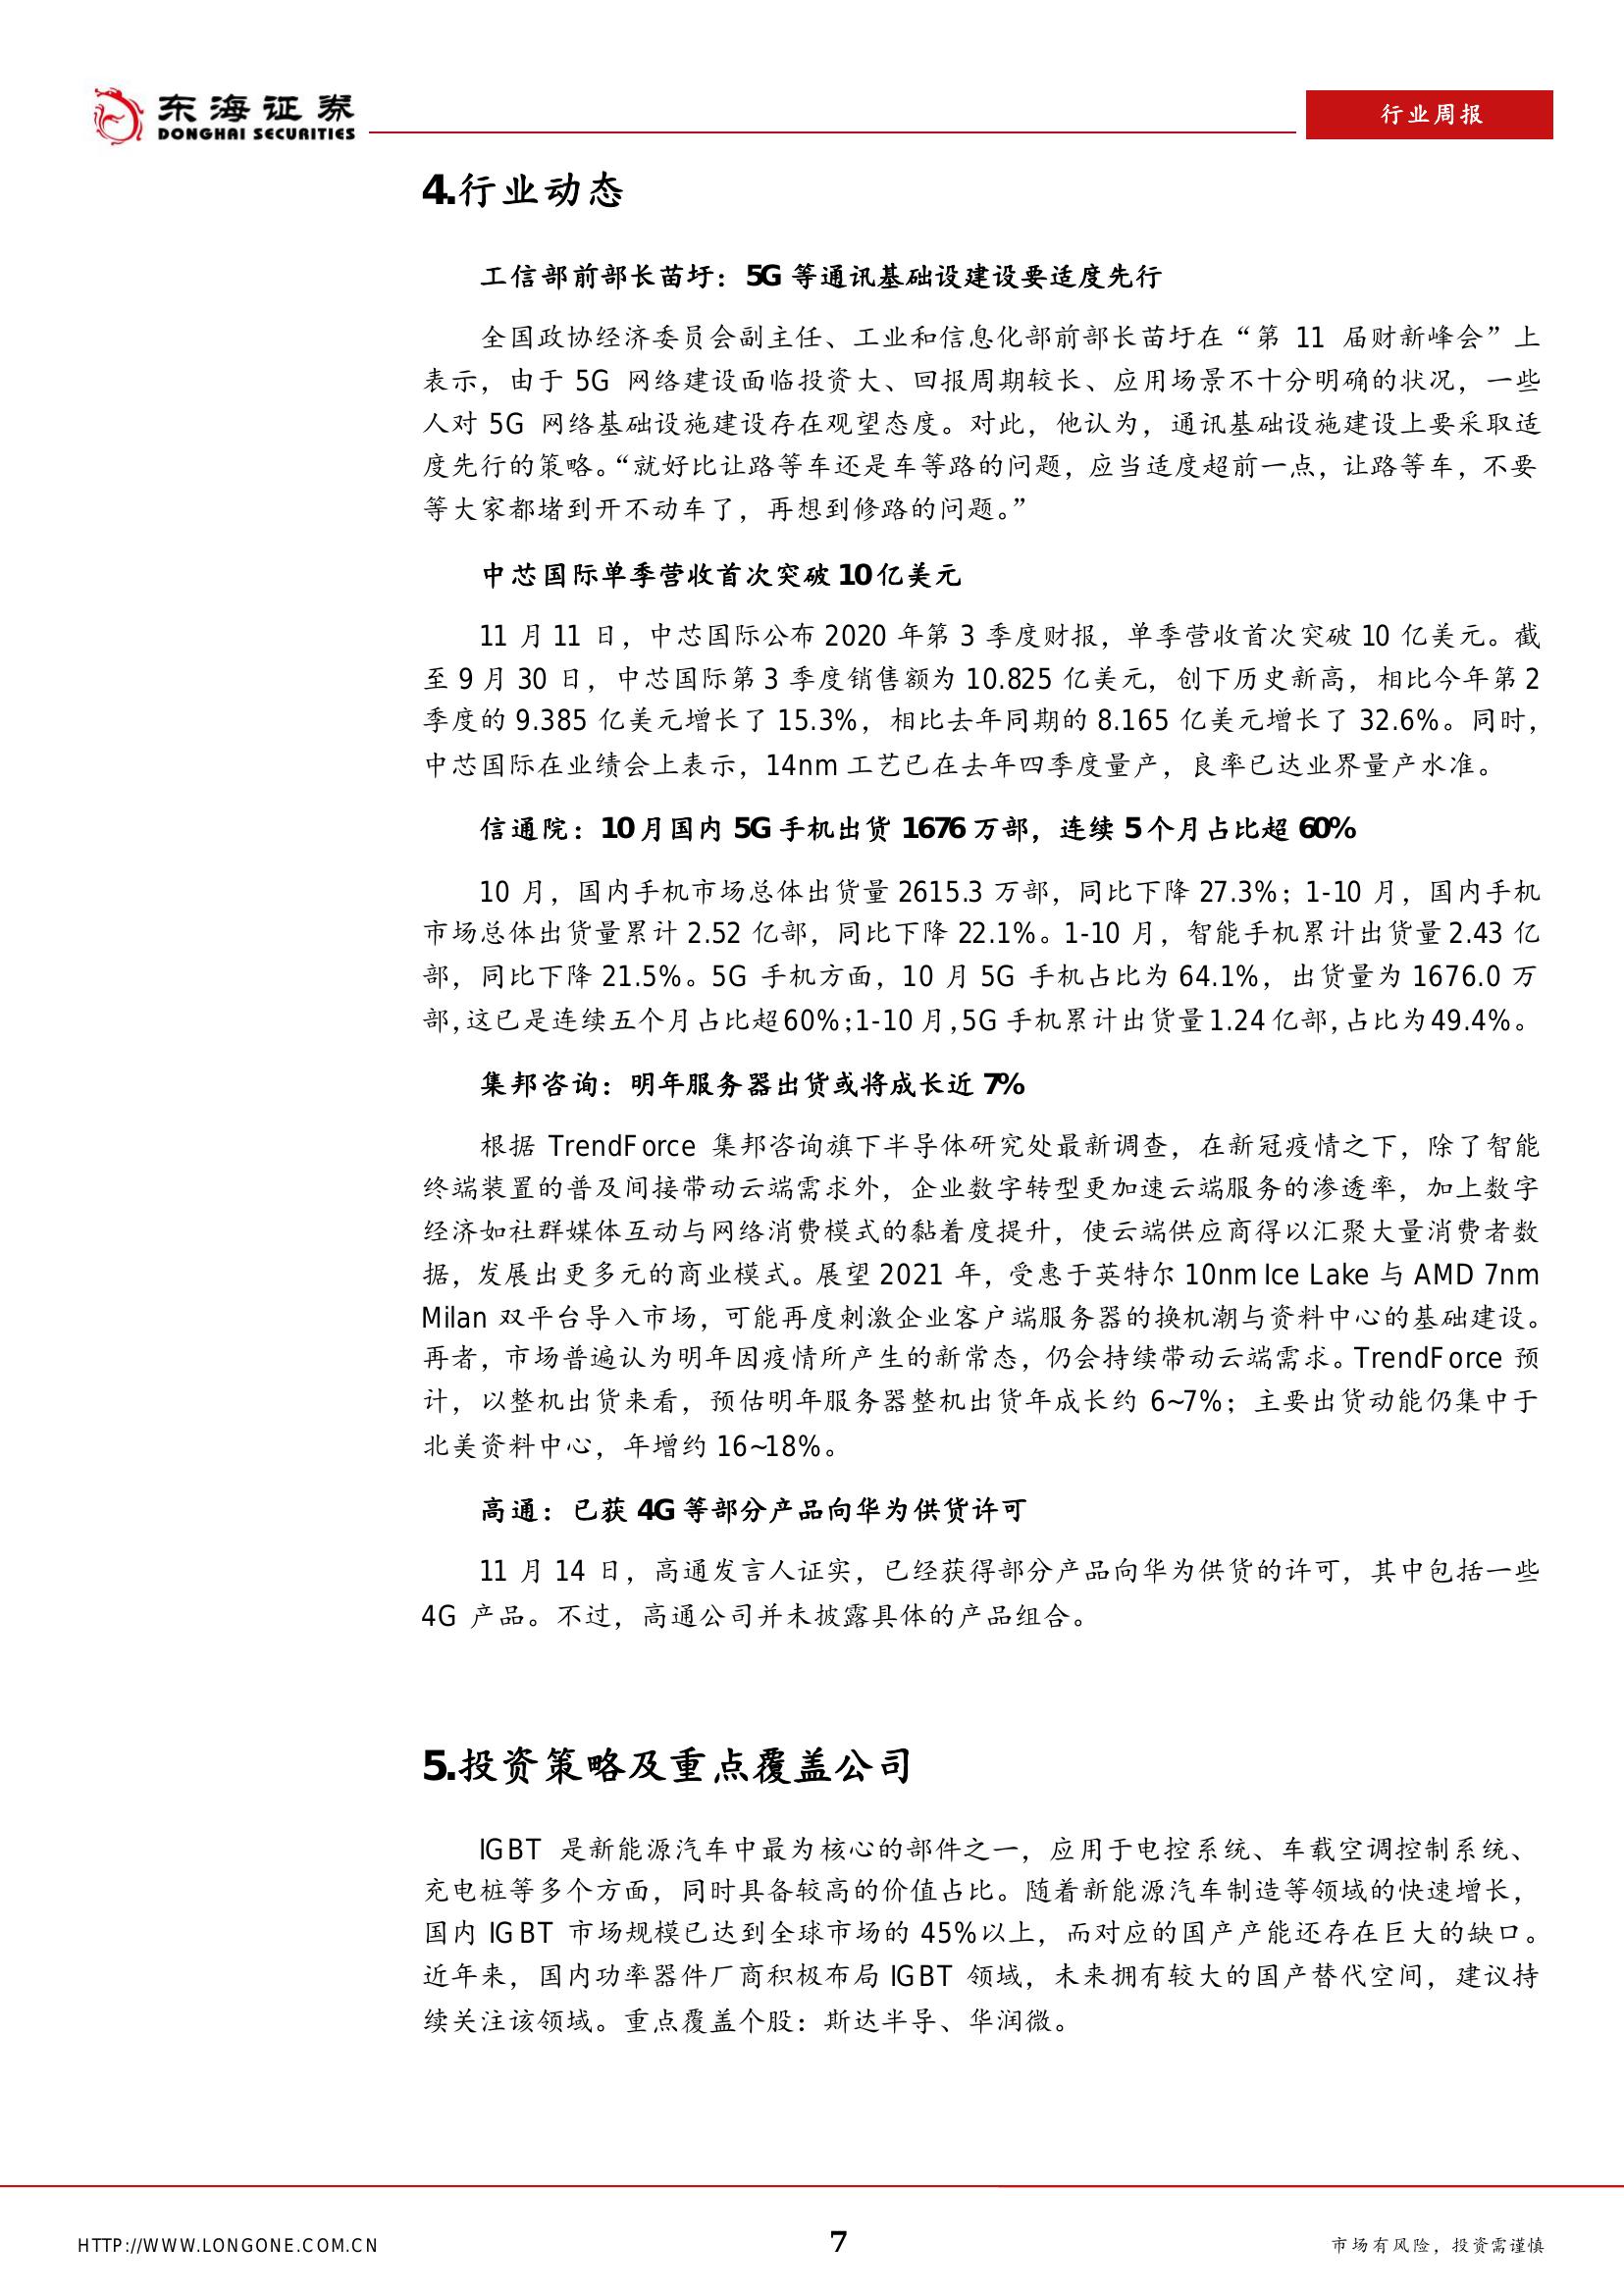 东海证券
DONGHAI SECURITIES
行业周报
4.行业动态
工信部前部长苗圩：5G 等通讯基础设建设要适度先行
全国政协经济委员会副主任、工业和信息化部前部长苗圩在“第 11 届财新峰会”上
表示，由于 5G 网络建设面临投资大、回报周期较长、应用场景不十分明确的状况，一些
人对 5G 网络基础设施建设存在观望态度。对此，他认为，通讯基础设施建设上要采取适
度先行的策略。“就好比让路等车还是车等路的问题，应当适度超前一点，让路等车，不要
等大家都堵到开不动车了，再想到修路的问题。”
中芯国际单季营收首次突破 10 亿美元
11 月 11 日，中芯国际公布 2020 年第 3 季度财报，单季营收首次突破 10 亿美元。截
至 9 月 30 日，中芯国际第 3 季度销售额为 10.825 亿美元，创下历史新高，相比今年第 2
季度的 9.385 亿美元增长了 15.3%，相比去年同期的 8.165 亿美元增长了 32.6%。同时，
中芯国际在业绩会上表示，14nm 工艺已在去年四季度量产，良率已达业界量产水准。
信通院：10 月国内 5G 手机出货 1676 万部，连续 5 个月占比超 60%
10 月，国内手机市场总体出货量 2615.3 万部，同比下降 27.3%；1-10 月，国内手机
市场总体出货量累计 2.52 亿部，同比下降 22.1%。1-10 月，智能手机累计出货量 2.43 亿
部，同比下降 21.5%。5G 手机方面，10 月 5G 手机占比为 64.1%，出货量为 1676.0 万
部，这已是连续五个月占比超 60%；1-10 月，5G 手机累计出货量 1.24 亿部，占比为 49.4%。
集邦咨询：明年服务器出货或将成长近 7%
根据 TrendForce 集邦咨询旗下半导体研究处最新调查，在新冠疫情之下，除了智能
终端装置的普及间接带动云端需求外，企业数字转型更加速云端服务的渗透率，加上数字
经济如社群媒体互动与网络消费模式的黏着度提升，使云端供应商得以汇聚大量消费者数
据，发展出更多元的商业模式。展望 2021 年，受惠于英特尔 10nm Ice Lake 与 AMD 7nm
Milan 双平台导入市场，可能再度刺激企业客户端服务器的换机潮与资料中心的基础建设。
再者，市场普遍认为明年因疫情所产生的新常态，仍会持续带动云端需求。TrendForce 预
计，以整机出货来看，预估明年服务器整机出货年成长约 6~7%；主要出货动能仍集中于
北美资料中心，年增约 16~18%。
高通：已获 4G 等部分产品向华为供货许可
11 月 14 日，高通发言人证实，已经获得部分产品向华为供货的许可，其中包括一些
4G 产品。不过，高通公司并未披露具体的产品组合。
5.投资策略及重点覆盖公司
IGBT 是新能源汽车中最为核心的部件之一，应用于电控系统、车载空调控制系统、
充电桩等多个方面，同时具备较高的价值占比。随着新能源汽车制造等领域的快速增长，
国内 IGBT 市场规模已达到全球市场的 45%以上，而对应的国产产能还存在巨大的缺口。
近年来，国内功率器件厂商积极布局 IGBT 领域，未来拥有较大的国产替代空间，建议持
续关注该领域。重点覆盖个股：斯达半导、华润微。
HTTP://WWW.LONGONE.COM.CN
7
市场有风险，投资需谨慎